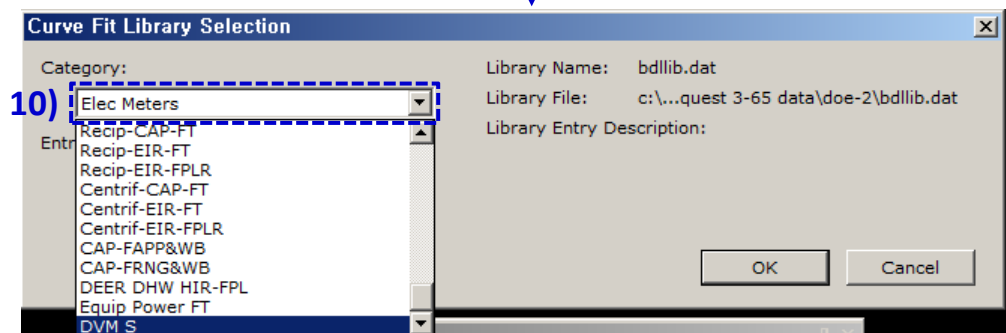 Curve Fit Library Selection
Category:
Library Name: bdllib.dat
10)
Elec Meters
Library File: c:\...quest 3-65 data\doe-2\bdllib.dat
Library Entry Description:
Entr
Recip-CAP-FT
Recip-EIR-FT
Recip-EIR-FPLR
Centrif-CAP-FT
Centrif-EIR-FT
Centrif-EIR-FPLR
CAP-FAPP&WB
CAP-FRNG&WB
DEER DHW HIR-FPL
Equip Power FT
DVM S
OK Cancel